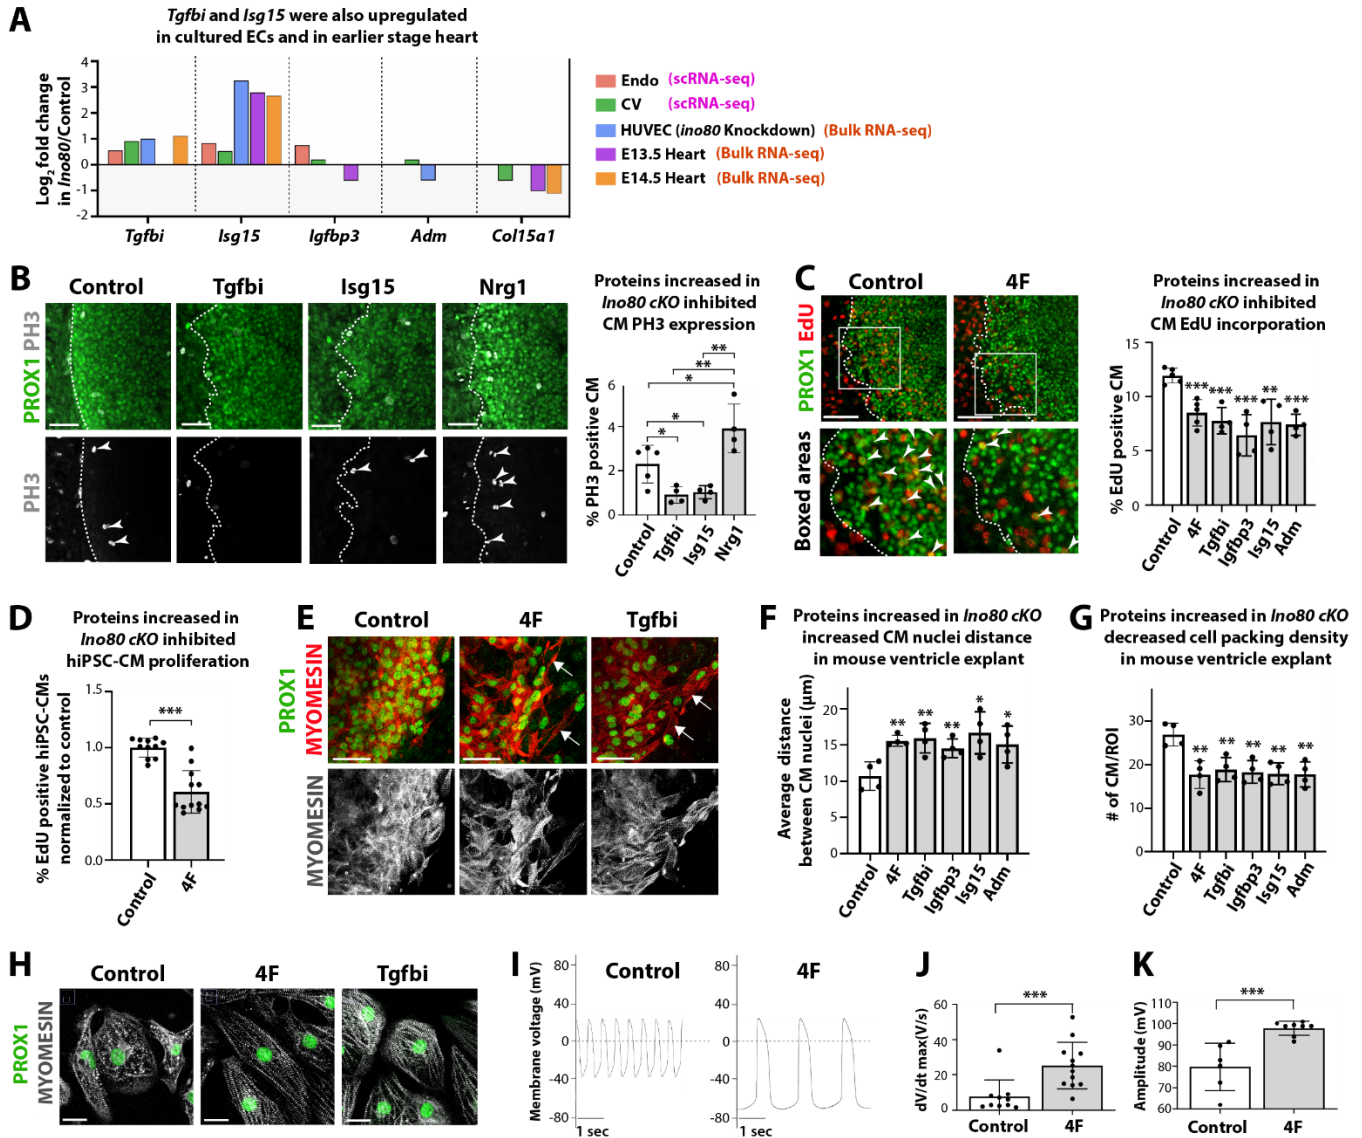 A
Tgfbi and Isg15 were also upregulated
in cultured ECs and in earlier stage heart
Log2 fold change
in Ino80/Control
4
3
2
1
0
-1
-2
Tgfbi
Isg15
Igfbp3
Adm
Col15a1
Endo (scRNA-seq)
CV (scRNA-seq)
HUVEC (ino80 Knockdown) (Bulk RNA-seq)
E13.5 Heart (Bulk RNA-seq)
E14.5 Heart (Bulk RNA-seq)
B
Control
Tgfbi
Isg15
Nrg1
PROX1 PH3
PH3
Proteins increased in
Ino80 cKO inhibited
CM PH3 expression
**
**
*
*
*
% PH3 positive CM
6
4
2
0
Control
Tgfbi
Isg15
Nrg1
C
Control
4F
PROX1 EdU
Boxed areas
Proteins increased in
Ino80 cKO inhibited
CM EdU incorporation
% EdU positive CM
15
10
5
0
***
***
***
**
***
Control
4F
Tgfbi
Igfbp3
Isg15
Adm
D
Proteins increased in
Ino80 cKO inhibited
hiPSC-CM proliferation
% EdU positive hiPSC-CMs
normalized to control
1.5
1.0
0.5
0.0
***
Control
4F
E
Control
4F
Tgfbi
PROX1
MYOMESIN
MYOMESIN
F
Proteins increased in Ino80 cKO
increased CM nuclei distance
in mouse ventricle explant
Average distance
between CM nuclei (µm)
20
15
10
5
0
**
**
**
*
*
Control
4F
Tgfbi
Igfbp3
Isg15
Adm
G
Proteins increased in Ino80 cKO
decreased cell packing density
in mouse ventricle explant
# of CM/ROI
30
20
10
0
**
**
**
**
**
Control
4F
Tgfbi
Igfbp3
Isg15
Adm
H
Control
4F
Tgfbi
PROX1
MYOMESIN
I
Control
4F
Membrane voltage (mV)
80
40
0
-40
-80
1 sec
80
40
0
-40
-80
1 sec
J
dV/dt max(V/s)
60
40
20
0
***
Control
4F
K
Amplitude (mV)
110
100
90
80
70
60
***
Control
4F